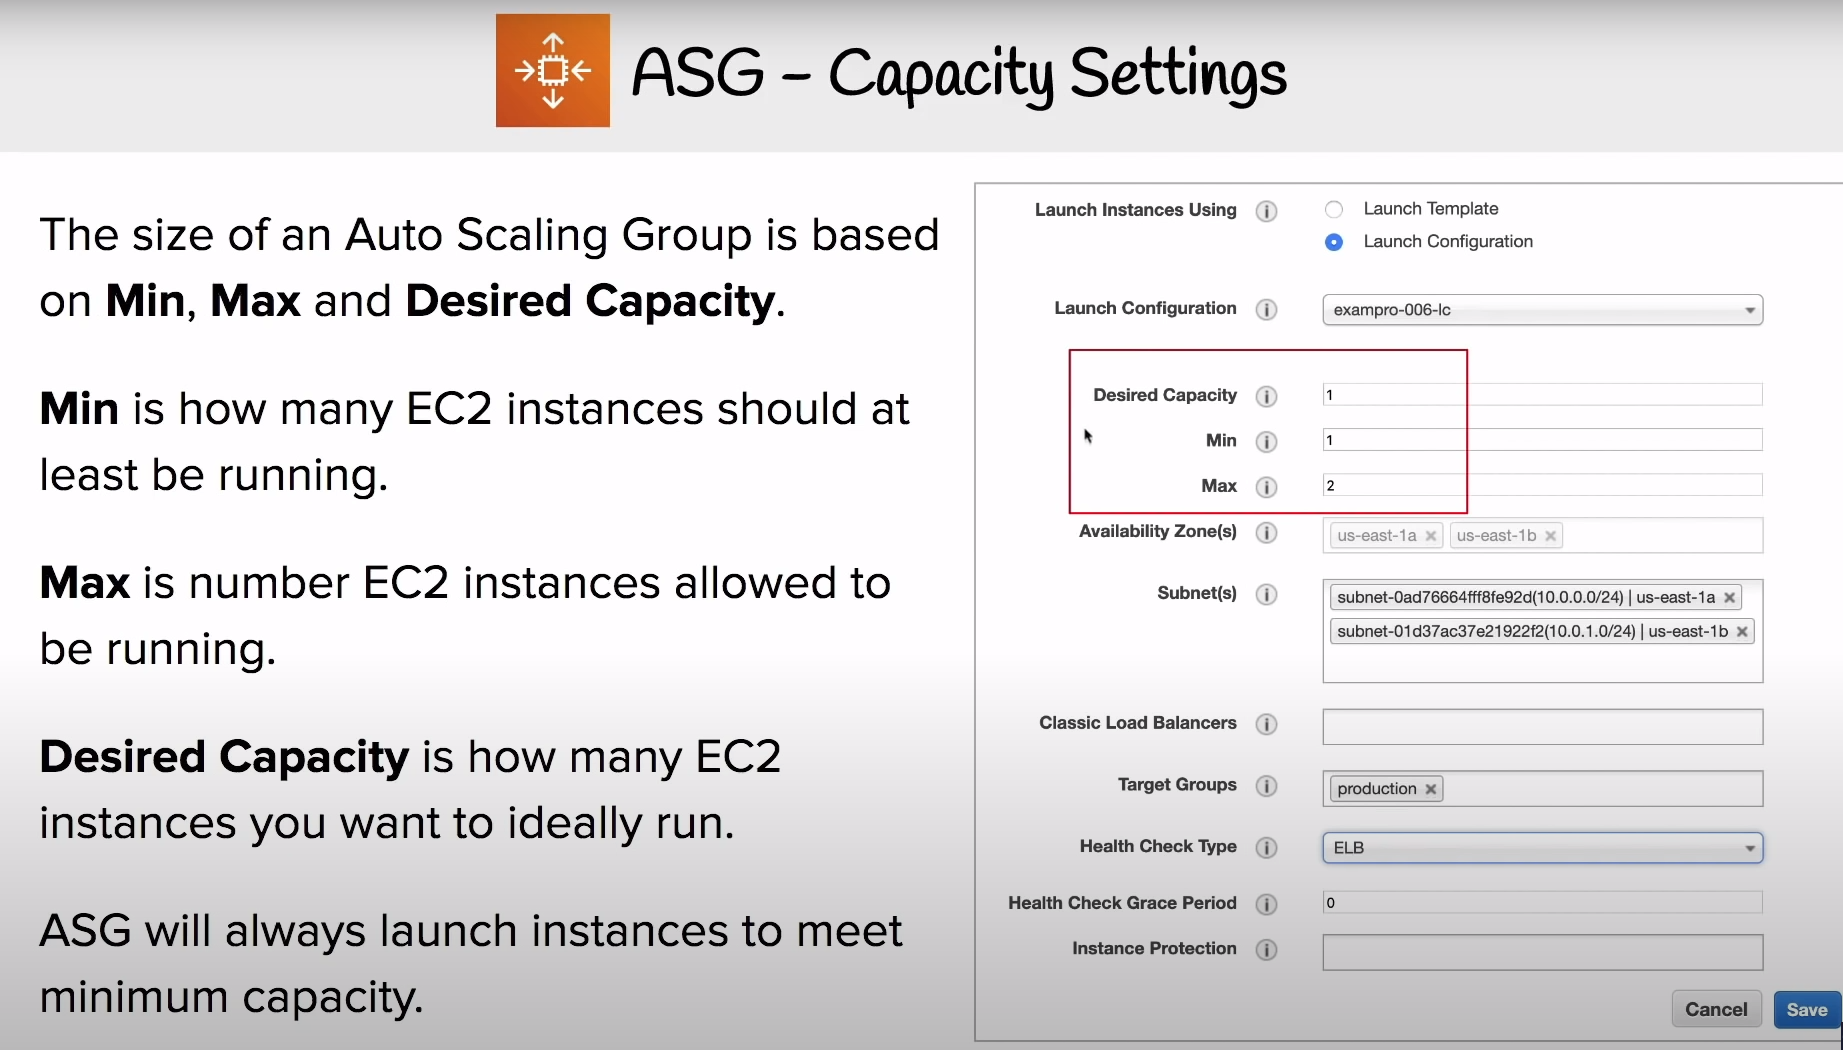 ASG – Capacity Settings
The size of an Auto Scaling Group is based
on Min, Max and Desired Capacity.
Min is how many EC2 instances should at
least be running.
Max is number EC2 instances allowed to
be running.
Desired Capacity is how many EC2
instances you want to ideally run.
ASG will always launch instances to meet
minimum capacity.
Launch Instances Using i Launch Template
Launch Configuration
Launch Configuration i exampro-006-lc
Desired Capacity i 1
Min i 1
Max i 2
Availability Zone(s) i us-east-1a × us-east-1b ×
Subnet(s) i subnet-0ad76664fff8fe92d(10.0.0.0/24) | us-east-1a ×
subnet-01d37ac37e21922f2(10.0.1.0/24) | us-east-1b ×
Classic Load Balancers i
Target Groups i production ×
Health Check Type i ELB
Health Check Grace Period i 0
Instance Protection i
Cancel Save